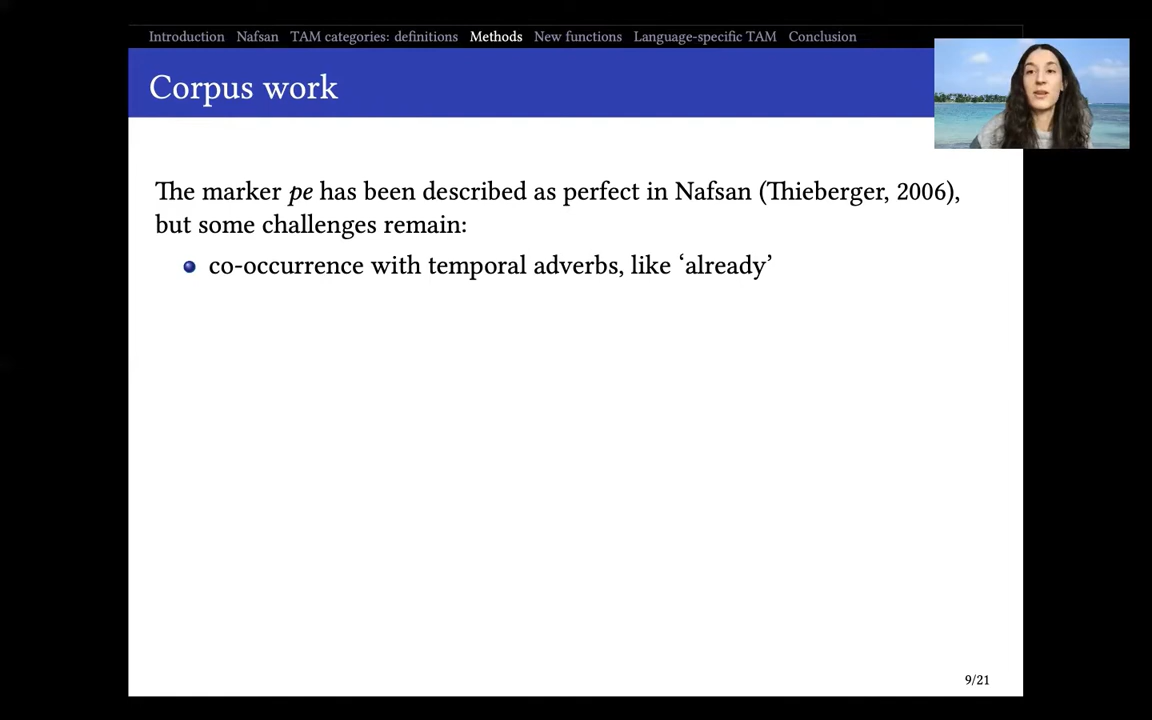 Introduction Nafsan TAM categories: definitions Methods New functions Language-specific TAM Conclusion
Corpus work
The marker pe has been described as perfect in Nafsan (Thieberger, 2006),
but some challenges remain:
co-occurrence with temporal adverbs, like ‘already’
9/21